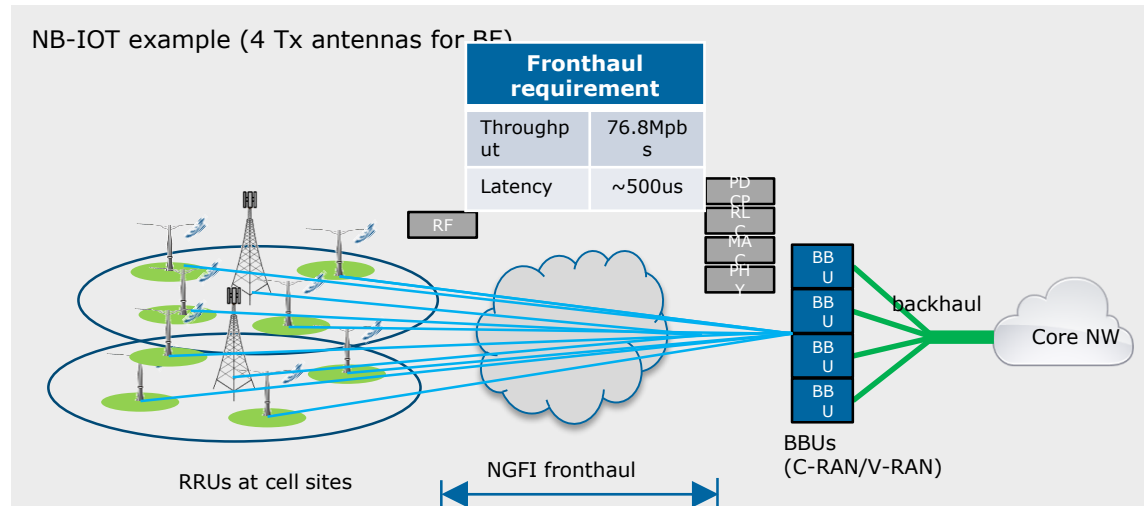 NB-IOT example (4 Tx antennas for BF)
Fronthaul
requirement
Throughp
ut
76.8Mpb
s
Latency
~500us
RF
PD
CP
RL
C
MA
C
PH
Y
BB
U
BB
U
BB
U
BB
U
backhaul
Core NW
BBUs
(C-RAN/V-RAN)
NGFI fronthaul
RRUs at cell sites